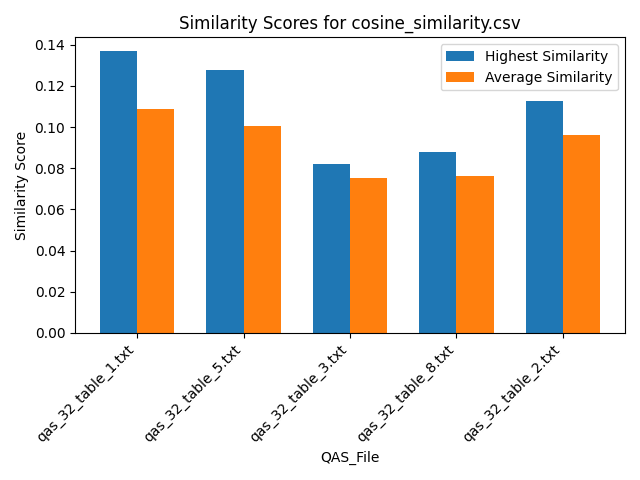 Similarity Scores for cosine_similarity.csv
Highest Similarity
Average Similarity
Similarity Score
0.14
0.12
0.10
0.08
0.06
0.04
0.02
0.00
qas_32_table_1.txt
qas_32_table_5.txt
qas_32_table_3.txt
qas_32_table_8.txt
qas_32_table_2.txt
QAS_File